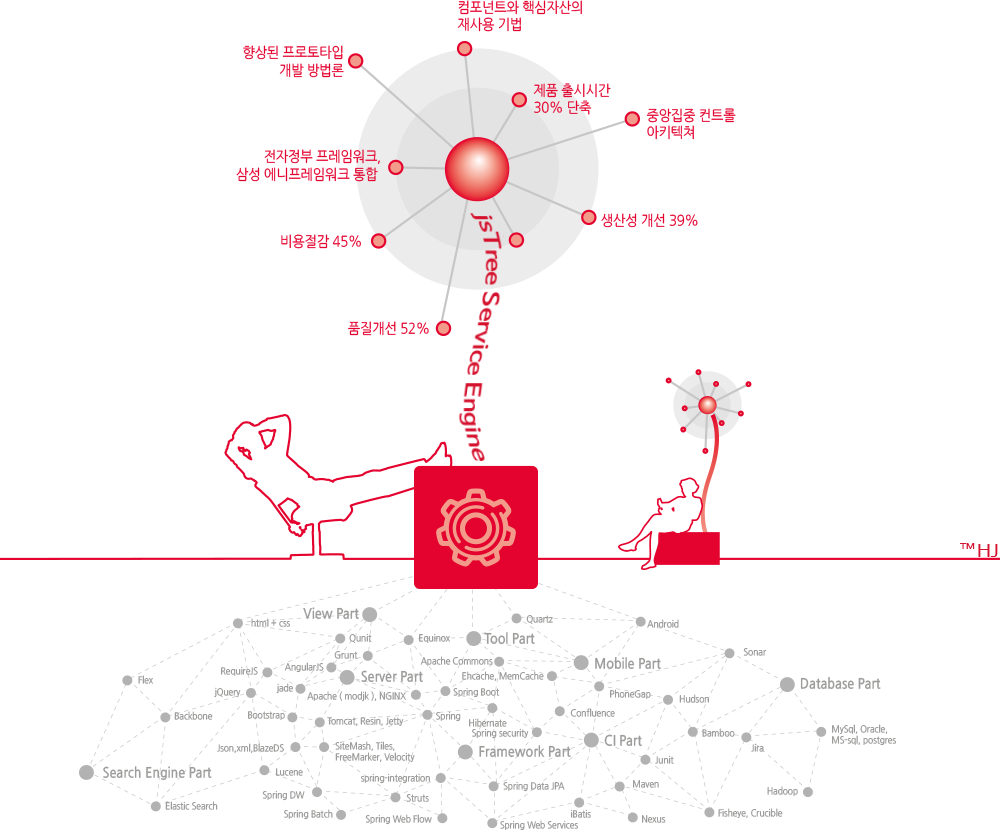 컴포넌트와 핵심자산의
재사용 기법
향상된 프로토타입
개발 방법론
제품 출시시간
30% 단축
중앙집중 컨트롤
아키텍쳐
전자정부 프레임워크,
삼성 애니프레임워크 통합
생산성 개선 39%
비용절감 45%
품질개선 52%
jsTree Service Engine
™HJ
View Part
html + css
Quartz
Android
Qunit
Equinox
Tool Part
Grunt
Sonar
RequireJS
AngularJS
Apache Commons
Mobile Part
Flex
Server Part
Ehcache, MemCache
Database Part
jQuery
jade
Apache ( modjk ), NGINX
Spring Boot
PhoneGap
Hudson
Backbone
Bootstrap
Tomcat, Resin, Jetty
Spring
Hibernate
Confluence
Spring security
Bamboo
MySql, Oracle,
MS-sql, postgres
Json,xml,BlazeDS
SiteMash, Tiles,
FreeMarker, Velocity
Framework Part
CI Part
Jira
Junit
Search Engine Part
Lucene
spring-integration
Spring Data JPA
Maven
Hadoop
Elastic Search
Spring DW
Struts
Spring Batch
Spring Web Flow
Spring Web Services
iBatis
Nexus
Fisheye, Crucible